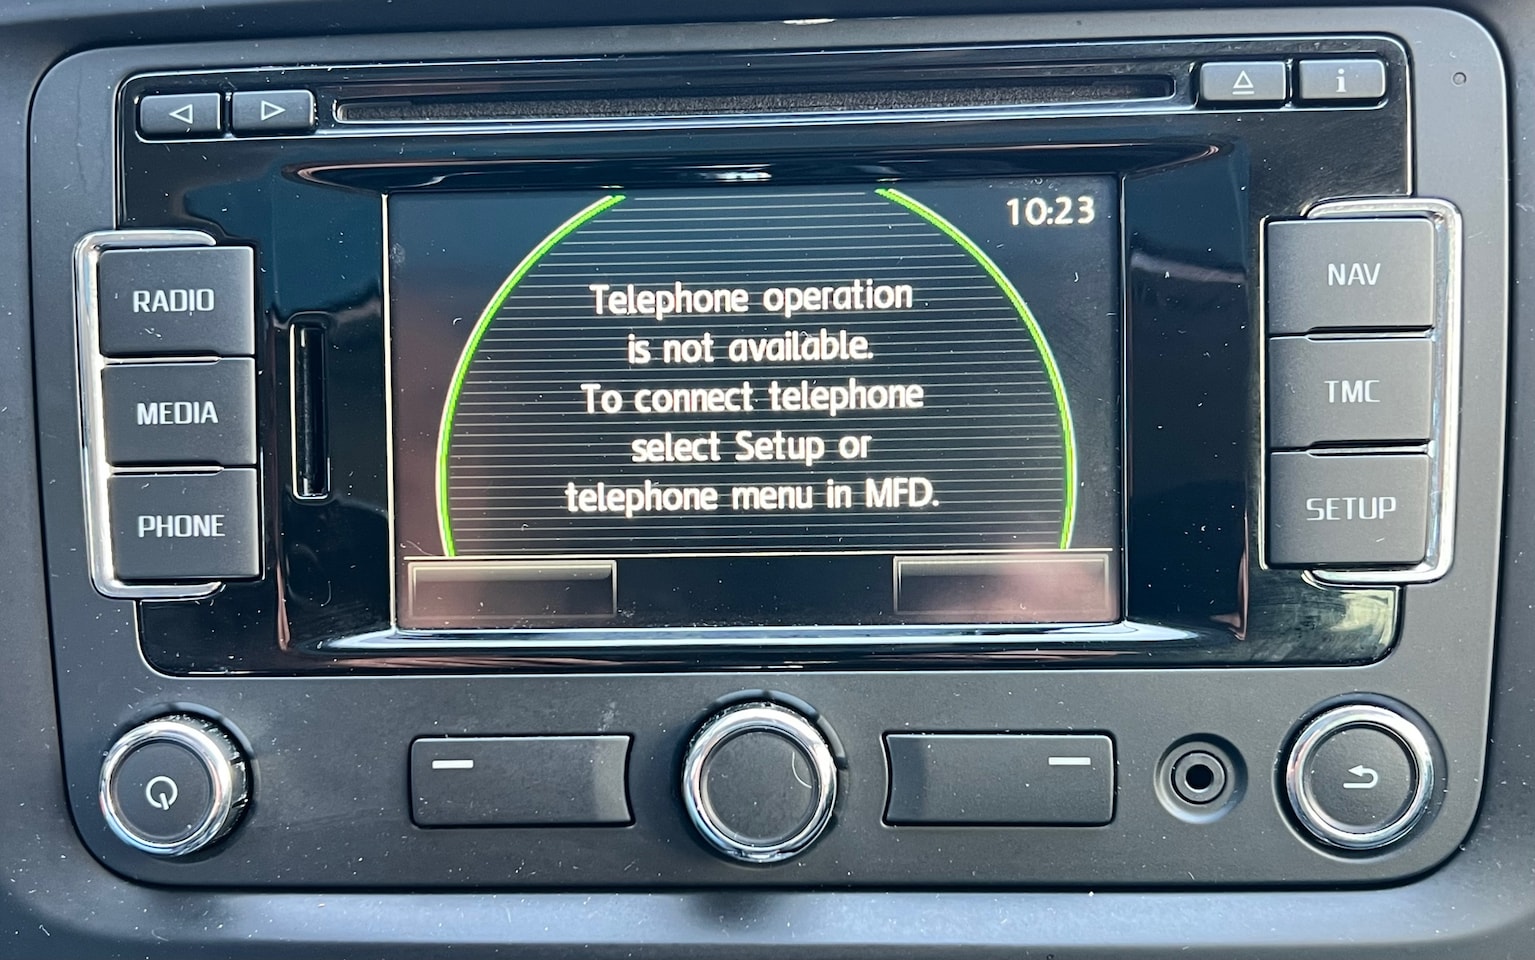 i
10:23
RADIO
MEDIA
PHONE
Telephone operation
is not available.
To connect telephone
select Setup or
telephone menu in MFD.
NAV
TMC
SETUP